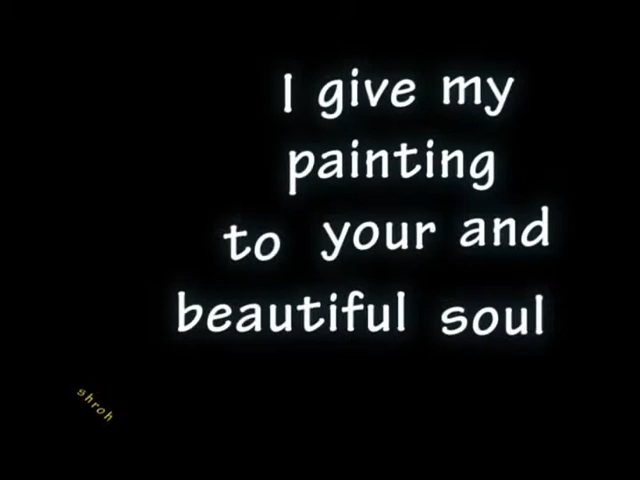 I give my
painting
to your and
beautiful soul
shroh